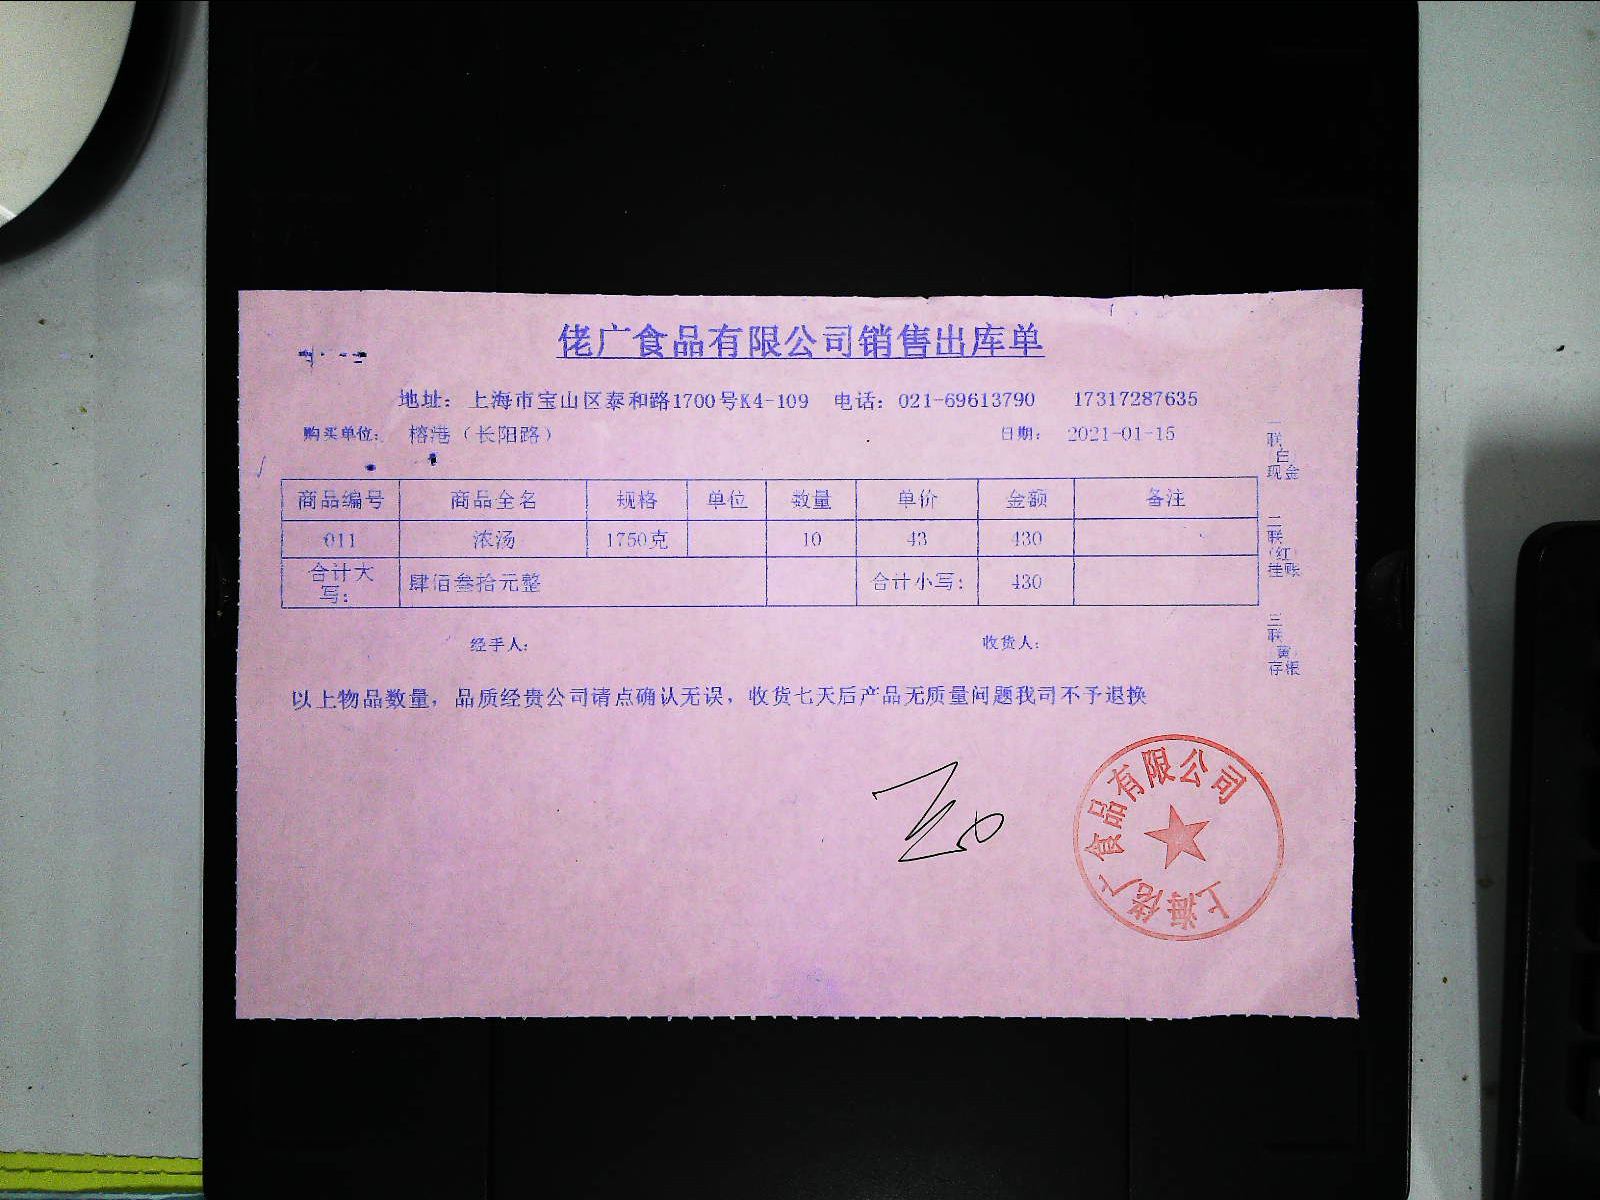 佬广食品有限公司销售出库单
地址：上海市宝山区泰和路1700号K4-109 电话：021-69613790 17317287635
购买单位： 榕港（长阳路） 日期： 2021-01-15
商品编号 商品全名 规格 单位 数量 单价 金额 备注
011 浓汤 1750克 10 43 430
合计大写： 肆佰叁拾元整 合计小写： 430
经手人： 收货人：
以上物品数量，品质经贵公司请点确认无误，收货七天后产品无质量问题我司不予退换
一联（白）现金
二联（红）挂账
三联（黄）存根
上海佬广食品有限公司